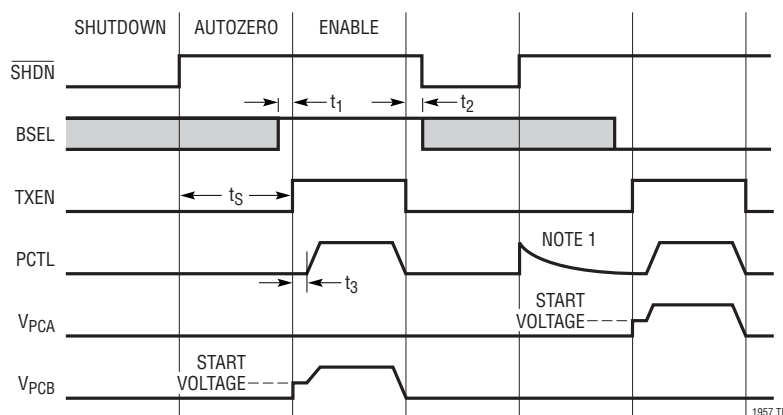 SHUTDOWN AUTOZERO ENABLE
SHDN
t1 t2
BSEL
TXEN tS
PCTL NOTE 1
t3
START
VPCA VOLTAGE
START
VPCB VOLTAGE